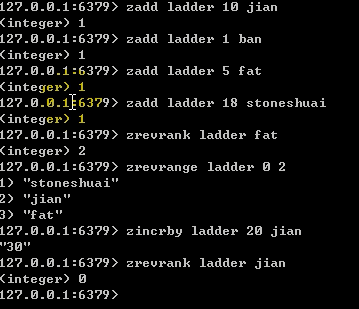 127.0.0.1:6379> zadd ladder 10 jian
(integer) 1
127.0.0.1:6379> zadd ladder 1 ban
(integer) 1
127.0.0.1:6379> zadd ladder 5 fat
(integer) 1
127.0.0.1:6379> zadd ladder 18 stoneshuai
(integer) 1
127.0.0.1:6379> zrevrank ladder fat
(integer) 2
127.0.0.1:6379> zrevrange ladder 0 2
1) "stoneshuai"
2) "jian"
3) "fat"
127.0.0.1:6379> zincrby ladder 20 jian
"30"
127.0.0.1:6379> zrevrank ladder jian
(integer) 0
127.0.0.1:6379>